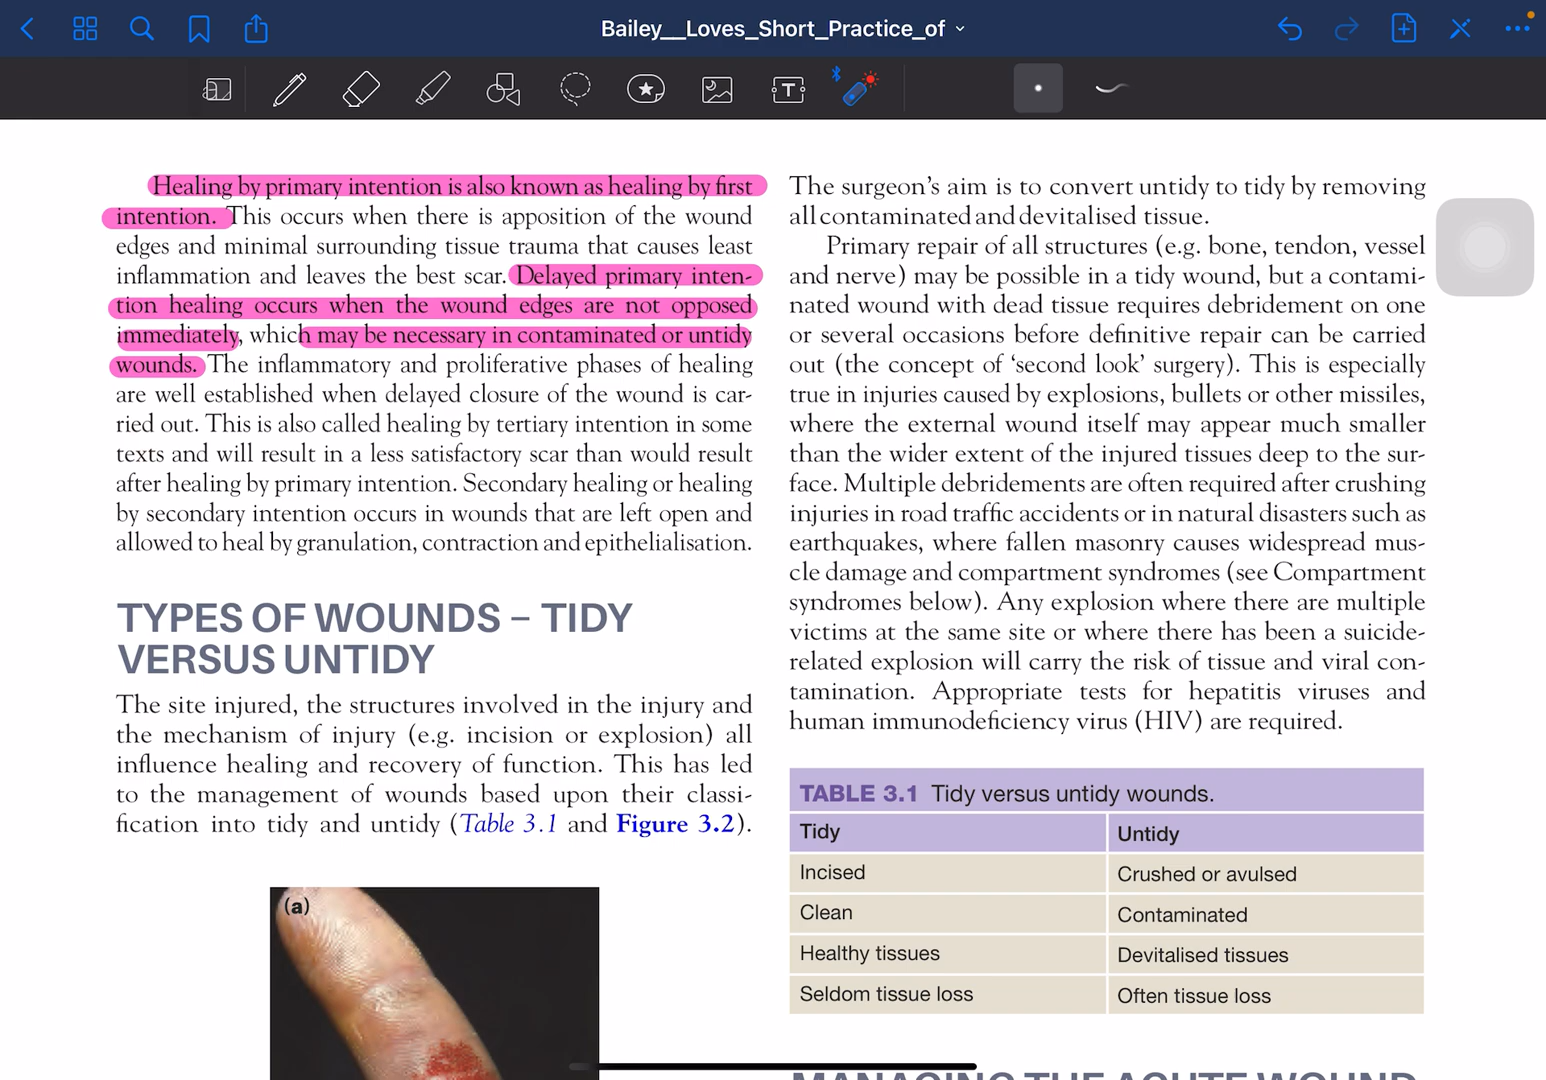 Bailey__Loves_Short_Practice_of
T
Healing by primary intention is also known as healing by first
intention. This occurs when there is apposition of the wound
edges and minimal surrounding tissue trauma that causes least
inflammation and leaves the best scar. Delayed primary inten-
tion healing occurs when the wound edges are not opposed
immediately, which may be necessary in contaminated or untidy
wounds. The inflammatory and proliferative phases of healing
are well established when delayed closure of the wound is car-
ried out. This is also called healing by tertiary intention in some
texts and will result in a less satisfactory scar than would result
after healing by primary intention. Secondary healing or healing
by secondary intention occurs in wounds that are left open and
allowed to heal by granulation, contraction and epithelialisation.
TYPES OF WOUNDS – TIDY
VERSUS UNTIDY
The site injured, the structures involved in the injury and
the mechanism of injury (e.g. incision or explosion) all
influence healing and recovery of function. This has led
to the management of wounds based upon their classi-
fication into tidy and untidy (Table 3.1 and Figure 3.2).
(a)
The surgeon’s aim is to convert untidy to tidy by removing
all contaminated and devitalised tissue.
Primary repair of all structures (e.g. bone, tendon, vessel
and nerve) may be possible in a tidy wound, but a contami-
nated wound with dead tissue requires debridement on one
or several occasions before definitive repair can be carried
out (the concept of ‘second look’ surgery). This is especially
true in injuries caused by explosions, bullets or other missiles,
where the external wound itself may appear much smaller
than the wider extent of the injured tissues deep to the sur-
face. Multiple debridements are often required after crushing
injuries in road traffic accidents or in natural disasters such as
earthquakes, where fallen masonry causes widespread mus-
cle damage and compartment syndromes (see Compartment
syndromes below). Any explosion where there are multiple
victims at the same site or where there has been a suicide-
related explosion will carry the risk of tissue and viral con-
tamination. Appropriate tests for hepatitis viruses and
human immunodeficiency virus (HIV) are required.
TABLE 3.1 Tidy versus untidy wounds.
Tidy Untidy
Incised Crushed or avulsed
Clean Contaminated
Healthy tissues Devitalised tissues
Seldom tissue loss Often tissue loss
MANAGING THE ACUTE WOUND